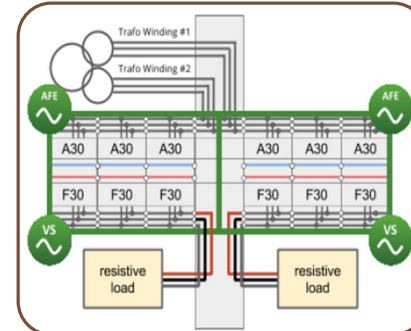 Trafo Winding #1
Trafo Winding #2
AFE
AFE
A30 A30 A30 A30 A30 A30
F30 F30 F30 F30 F30 F30
VS
VS
resistive
load
resistive
load